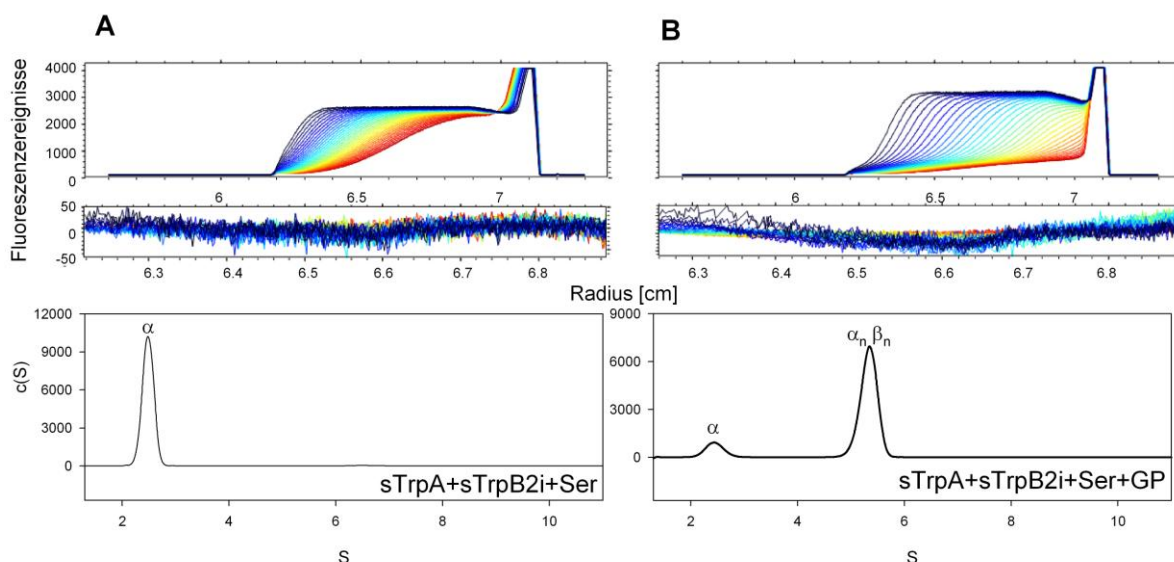 A
B
Fluoreszenzereignisse
4000
3000
2000
1000
0
6 6.5 7
6 6.5 7
50
0
-50
6.3 6.4 6.5 6.6 6.7 6.8
6.3 6.4 6.5 6.6 6.7 6.8
Radius [cm]
c(S)
12000
9000
6000
3000
0
α
sTrpA+sTrpB2i+Ser
2 4 6 8 10
S
9000
6000
3000
0
α
αn βn
sTrpA+sTrpB2i+Ser+GP
2 4 6 8 10
S